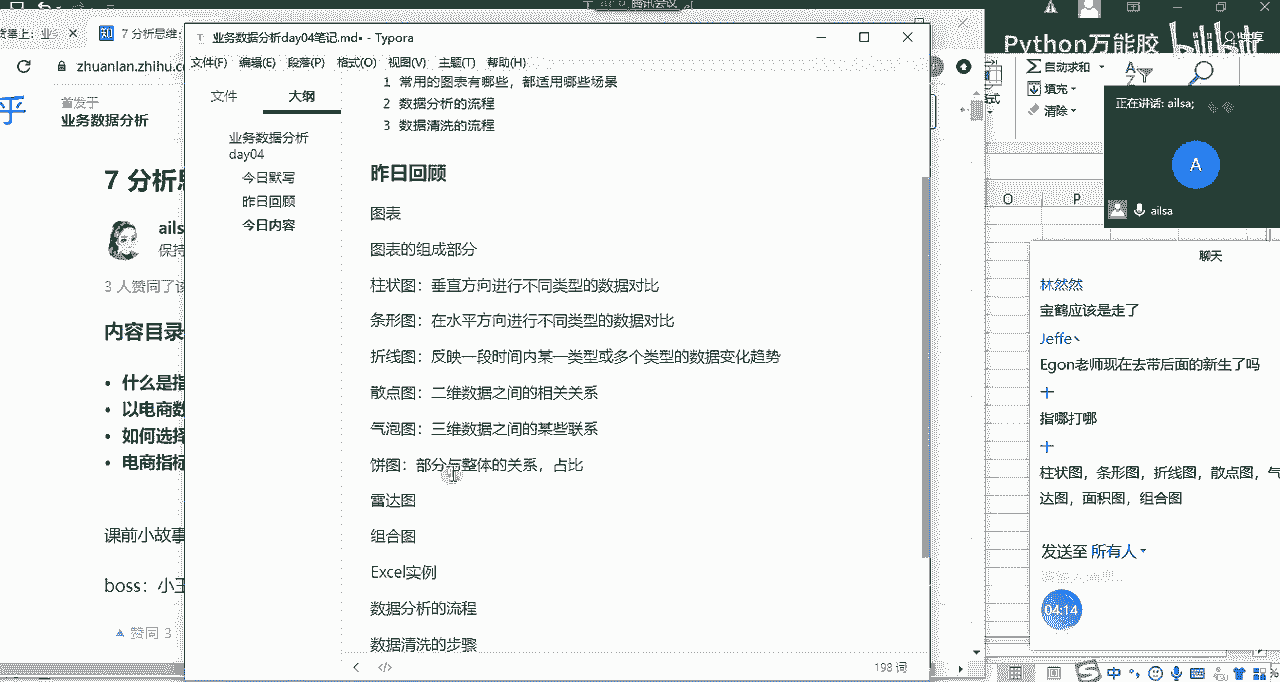 腾讯会议
Python万能胶 bilibili
7 分析思维:
zhuanlan.zhihu.c
首发于
业务数据分析
7 分析思
ails
保持
3 人赞同了该
内容目录
• 什么是指
• 以电商数
• 如何选择
• 电商指标
课前小故事
boss：小王
赞同 3
业务数据分析day04笔记.md• - Typora
文件(F) 编辑(E) 段落(P) 格式(O) 视图(V) 主题(T) 帮助(H)
文件 大纲
业务数据分析
day04
今日默写
昨日回顾
今日内容
1 常用的图表有哪些，都适用哪些场景
2 数据分析的流程
3 数据清洗的流程
昨日回顾
图表
图表的组成部分
柱状图：垂直方向进行不同类型的数据对比
条形图：在水平方向进行不同类型的数据对比
折线图：反映一段时间内某一类型或多个类型的数据变化趋势
散点图：二维数据之间的相关关系
气泡图：三维数据之间的某些联系
饼图：部分与整体的关系，占比
雷达图
组合图
Excel实例
数据分析的流程
数据清洗的步骤
198 词
自动求和
填充
清除
O P
正在讲话: ailsa;
A
ailsa
聊天
林然然
宝鹤应该是走了
Jeffe丶
Egon老师现在去带后面的新生了吗
十
指哪打哪
十
柱状图，条形图，折线图，散点图，气
达图，面积图，组合图
发送至 所有人
04:14
中